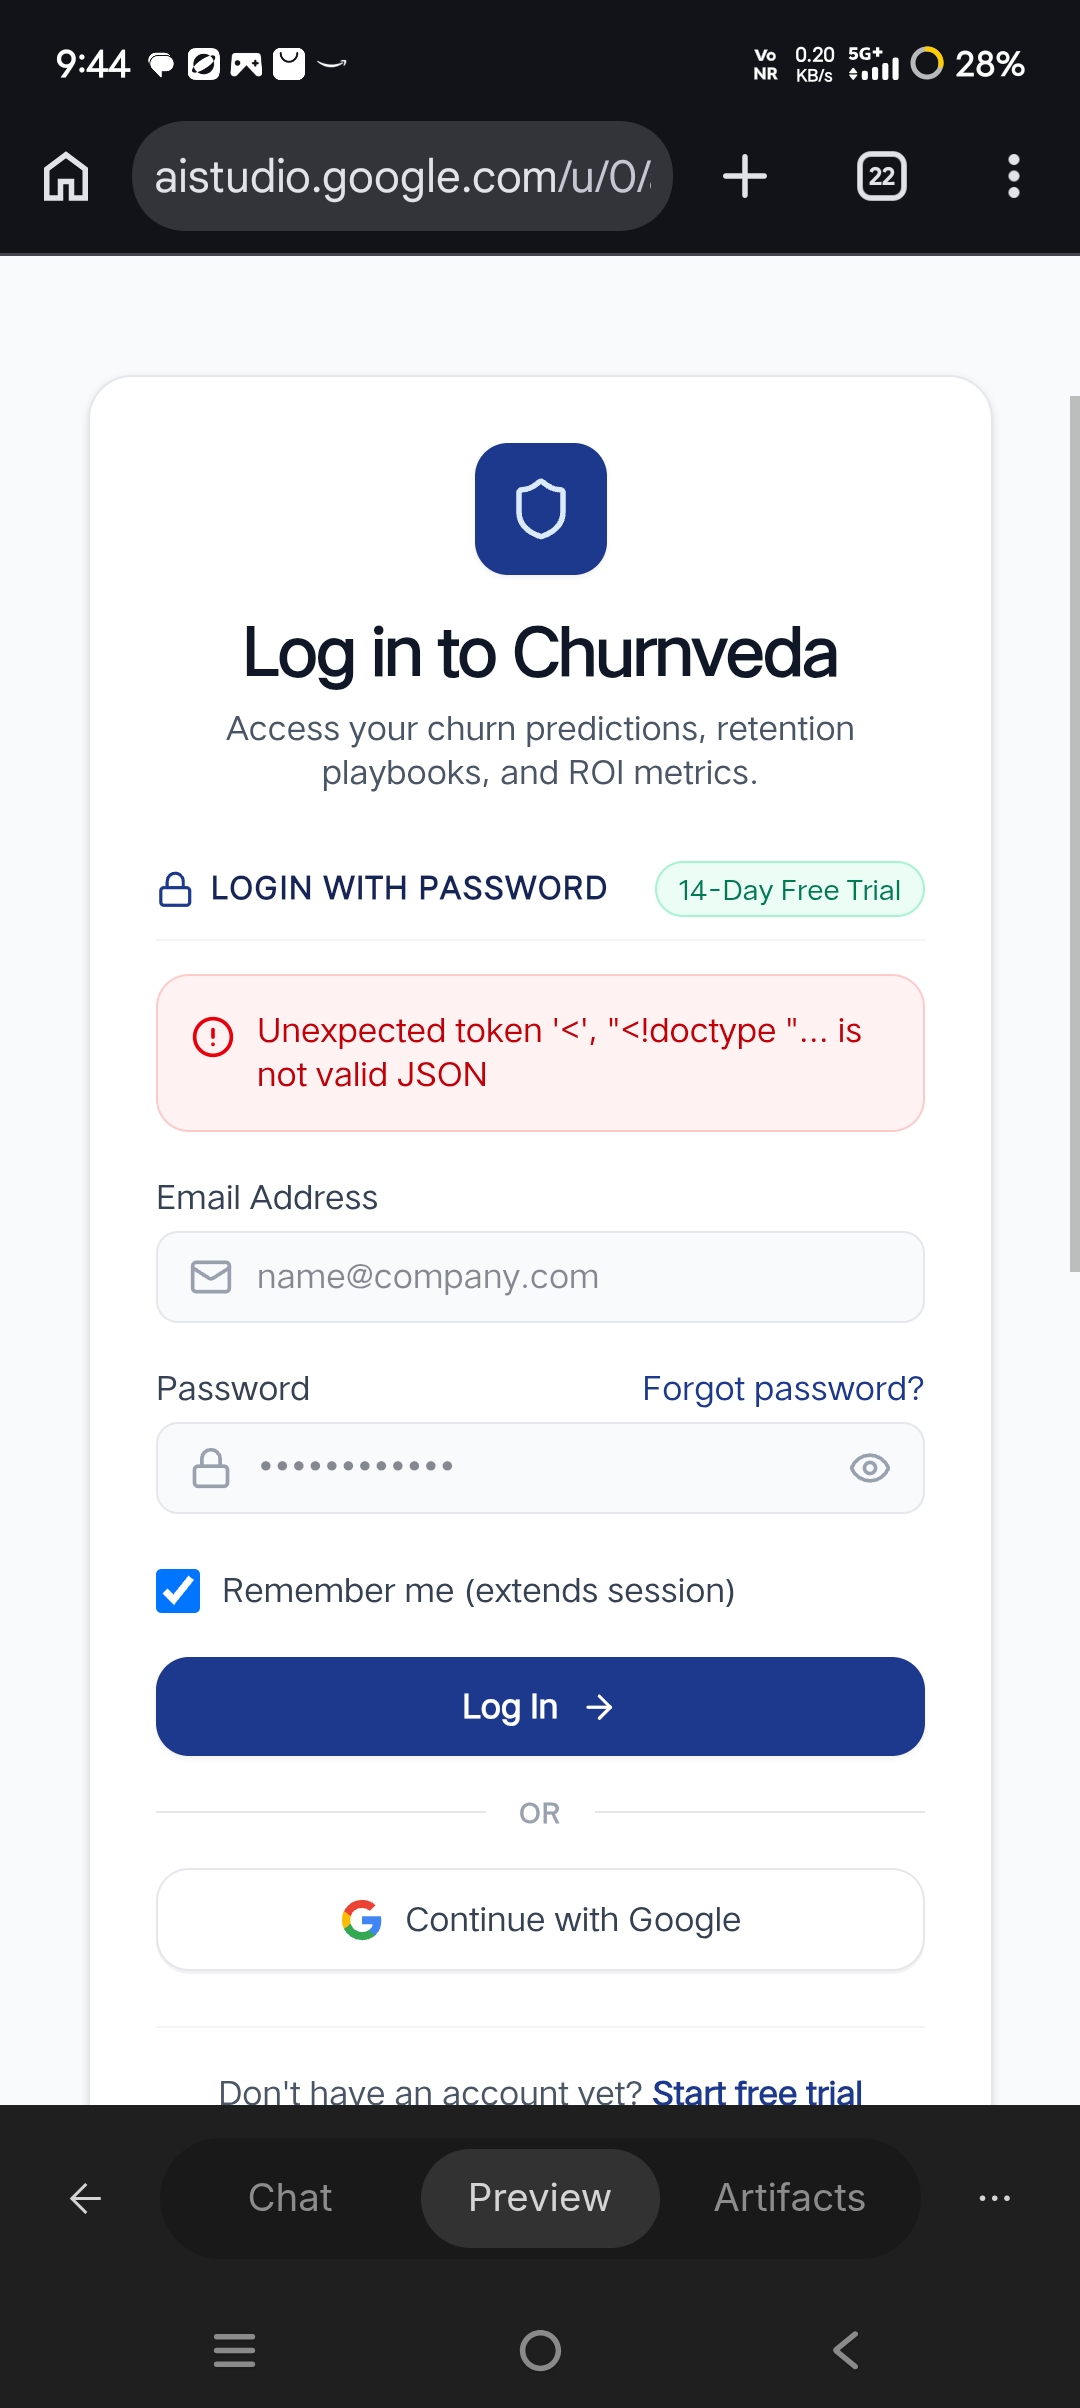 9:44
Vo NR
0.20 KB/s
5G+
28%
aistudio.google.com/u/0/
22
Log in to Churnveda
Access your churn predictions, retention
playbooks, and ROI metrics.
LOGIN WITH PASSWORD
14-Day Free Trial
Unexpected token '<', "<!doctype "... is
not valid JSON
Email Address
name@company.com
Password
Forgot password?
••••••••••••
Remember me (extends session)
Log In →
OR
Continue with Google
Don't have an account yet? Start free trial
Chat
Preview
Artifacts